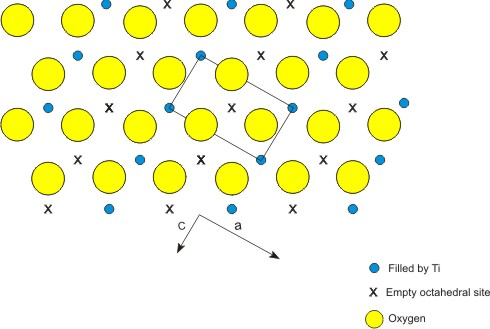 x x
x x x
x x x
x x x
x x x
c a
Filled by Ti
x Empty octahedral site
Oxygen